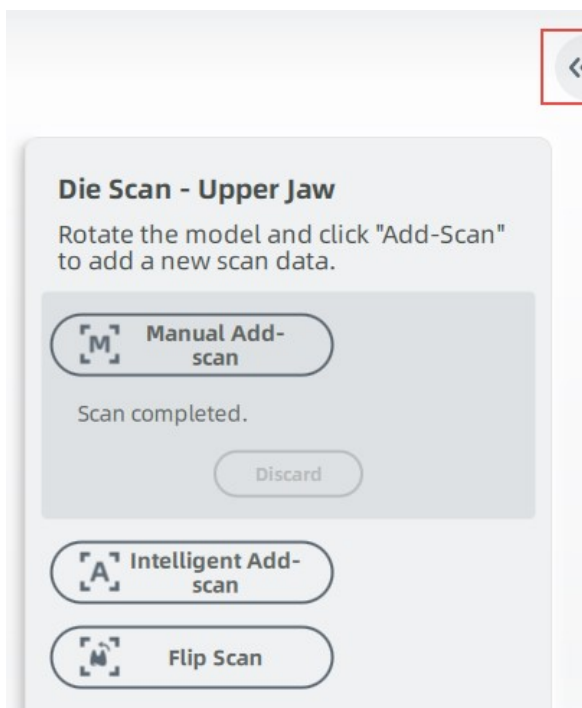 Die Scan - Upper Jaw
Rotate the model and click "Add-Scan"
to add a new scan data.
M
Manual Add-
scan
Scan completed.
Discard
A
Intelligent Add-
scan
Flip Scan